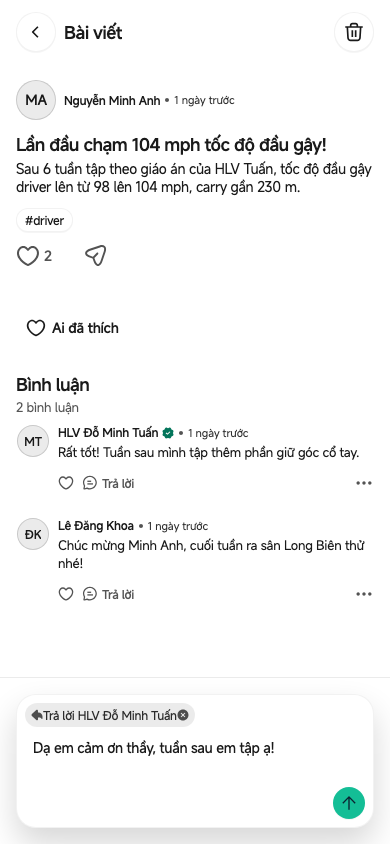 Bài viết
MA
Nguyễn Minh Anh • 1 ngày trước
Lần đầu chạm 104 mph tốc độ đầu gậy!
Sau 6 tuần tập theo giáo án của HLV Tuấn, tốc độ đầu gậy
driver lên từ 98 lên 104 mph, carry gần 230 m.
#driver
2
Ai đã thích
Bình luận
2 bình luận
MT
HLV Đỗ Minh Tuấn • 1 ngày trước
Rất tốt! Tuần sau mình tập thêm phần giữ góc cổ tay.
Trả lời
ĐK
Lê Đăng Khoa • 1 ngày trước
Chúc mừng Minh Anh, cuối tuần ra sân Long Biên thử
nhé!
Trả lời
Trả lời HLV Đỗ Minh Tuấn
Dạ em cảm ơn thầy, tuần sau em tập ạ!